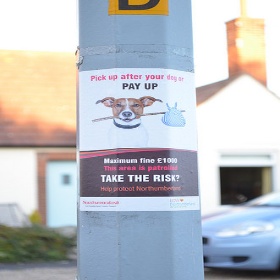 D
Pick up after your dog or
PAY UP
Maximum fine £1000
This area is patrolled
TAKE THE RISK?
Help protect Northumberland